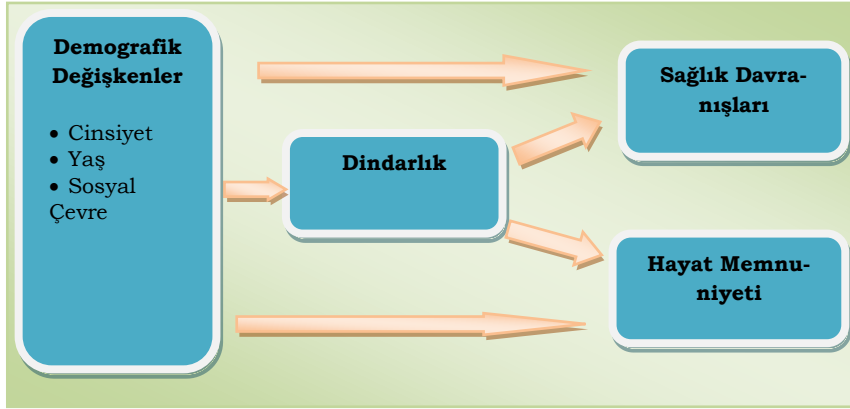 Demografik
Değişkenler
• Cinsiyet
• Yaş
• Sosyal
Çevre
Dindarlık
Sağlık Davra-
nışları
Hayat Memnu-
niyeti